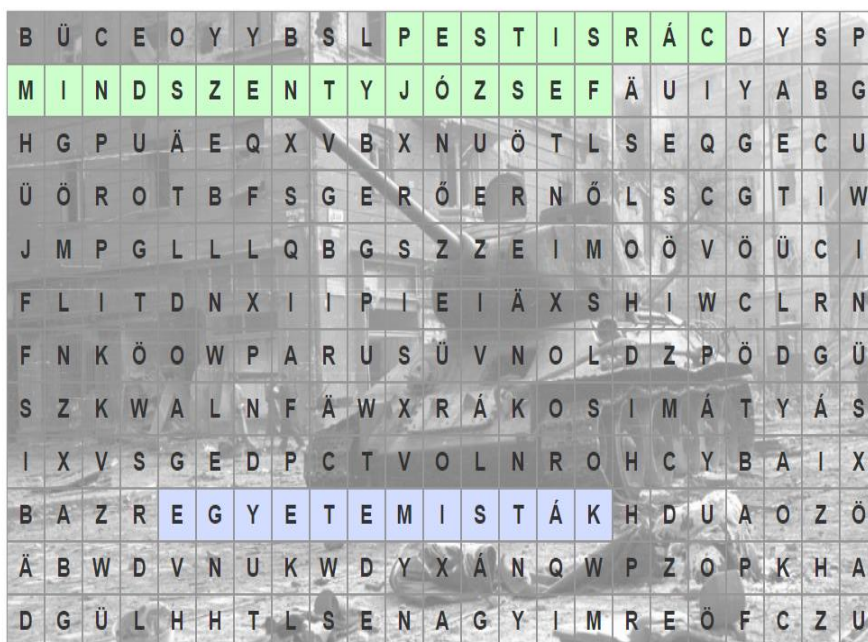 B Ü C E O Y Y B S L P E S T I S R Á C D Y S P
M I N D S Z E N T Y J Ó Z S E F Ä U I Y A B G
H G P U Ä E Q X V B X N U Ö T L S E Q G E C U
Ü Ö R O T B F S G E R Ő E R N Ő L S C G T I W
J M P G L L L Q B G S Z Z E I M O Ö V Ö Ü C I
F L I T D N X I I P I E I Ä X S H I W C L R N
F N K Ö O W P A R U S Ü V N O L D Z P Ö D G Ü
S Z K W A L N F Ä W X R Á K O S I M Á T Y Á S
I X V S G E D P C T V O L N R O H C Y B A I X
B A Z R E G Y E T E M I S T Á K H D U A O Z Ö
Ä B W D V N U K W D Y X Á N Q W P Z O P K H A
D G Ü L H H T L S E N A G Y I M R E Ö F C Z U